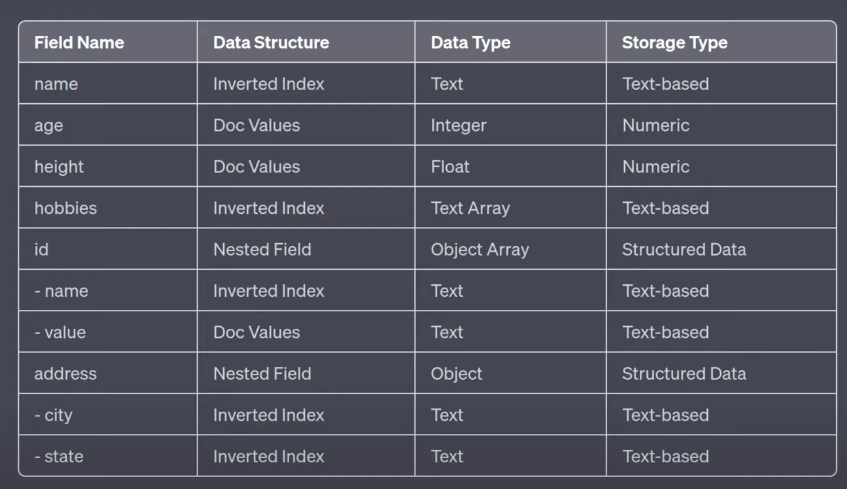 Field Name Data Structure Data Type Storage Type
name Inverted Index Text Text-based
age Doc Values Integer Numeric
height Doc Values Float Numeric
hobbies Inverted Index Text Array Text-based
id Nested Field Object Array Structured Data
- name Inverted Index Text Text-based
- value Doc Values Text Text-based
address Nested Field Object Structured Data
- city Inverted Index Text Text-based
- state Inverted Index Text Text-based